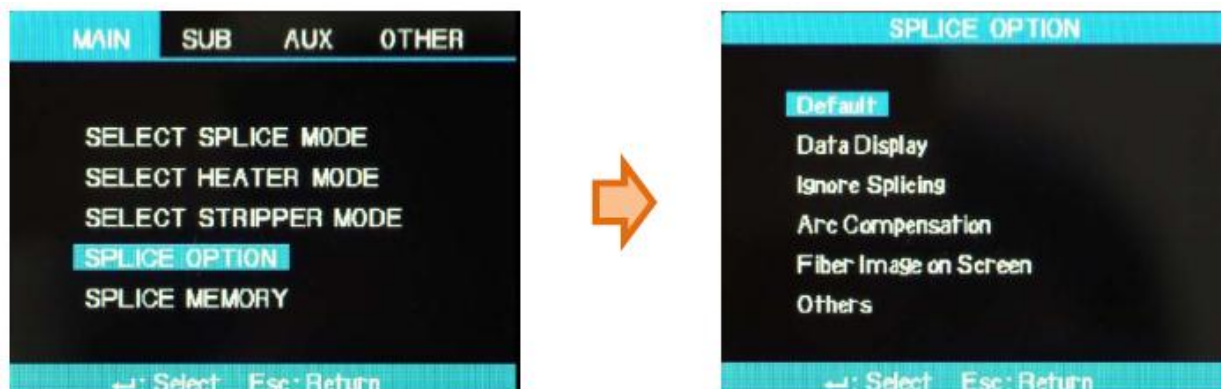 MAIN SUB AUX OTHER
SELECT SPLICE MODE
SELECT HEATER MODE
SELECT STRIPPER MODE
SPLICE OPTION
SPLICE MEMORY
↵: Select Esc: Return
SPLICE OPTION
Default
Data Display
Ignore Splicing
Arc Compensation
Fiber Image on Screen
Others
↵: Select Esc: Return